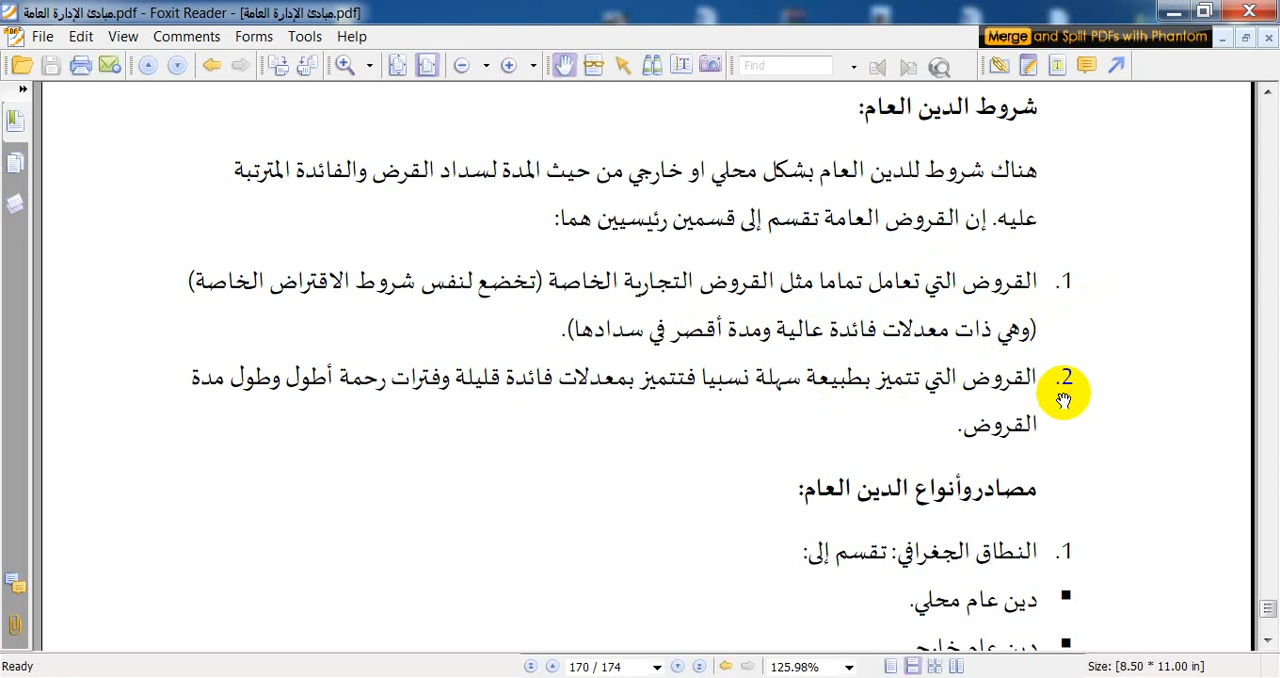 مبادئ الإدارة العامة.pdf - Foxit Reader - [مبادئ الإدارة العامة.pdf]
File Edit View Comments Forms Tools Help
Merge and Split PDFs with Phantom
Find
شروط الدين العام:
هناك شروط للدين العام بشكل محلي او خارجي من حيث المدة لسداد القرض والفائدة المترتبة
عليه. إن القروض العامة تقسم إلى قسمين رئيسيين هما:
1. القروض التي تعامل تماما مثل القروض التجارية الخاصة (تخضع لنفس شروط الاقتراض الخاصة)
(وهي ذات معدلات فائدة عالية ومدة أقصر في سدادها).
2. القروض التي تتميز بطبيعة سهلة نسبيا فتتميز بمعدلات فائدة قليلة وفترات رحمة أطول وطول مدة
القروض.
مصادر وأنواع الدين العام:
1. النطاق الجغرافي: تقسم إلى:
▪ دين عام محلي.
▪ دين عام خارجي
Ready
170 / 174
125.98%
Size: [8.50 * 11.00 in]